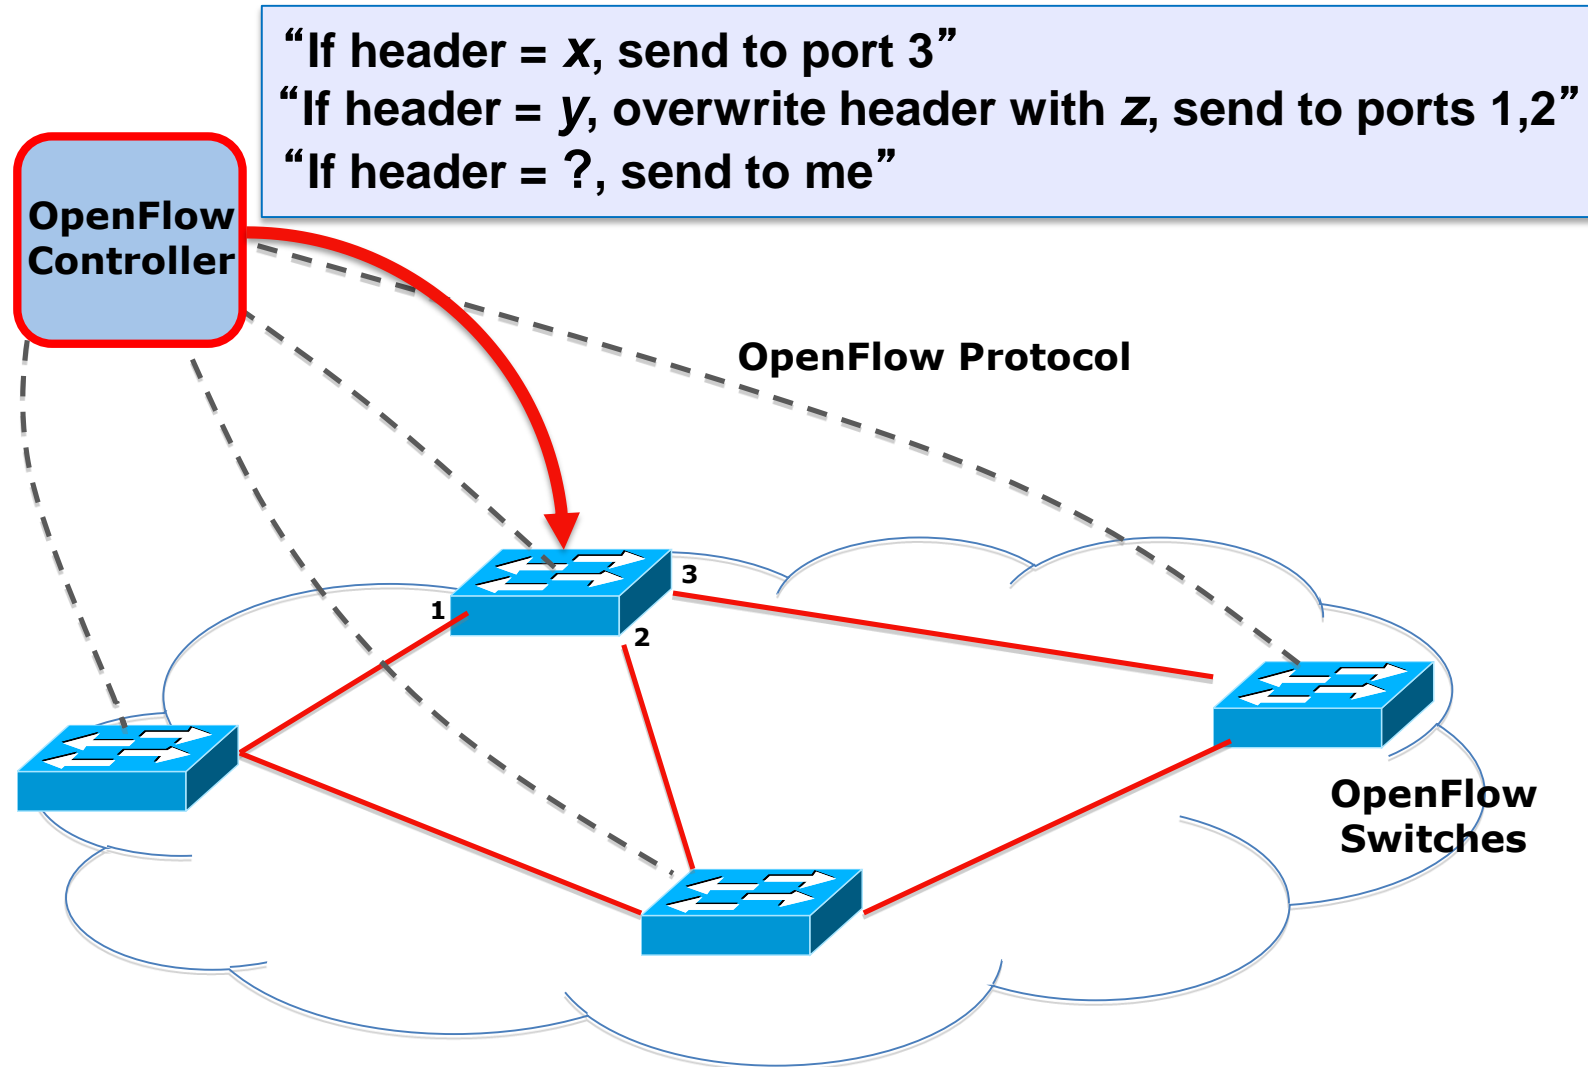 “If header = x, send to port 3”
“If header = y, overwrite header with z, send to ports 1,2”
“If header = ?, send to me”
OpenFlow
Controller
OpenFlow Protocol
3
1
2
OpenFlow
Switches